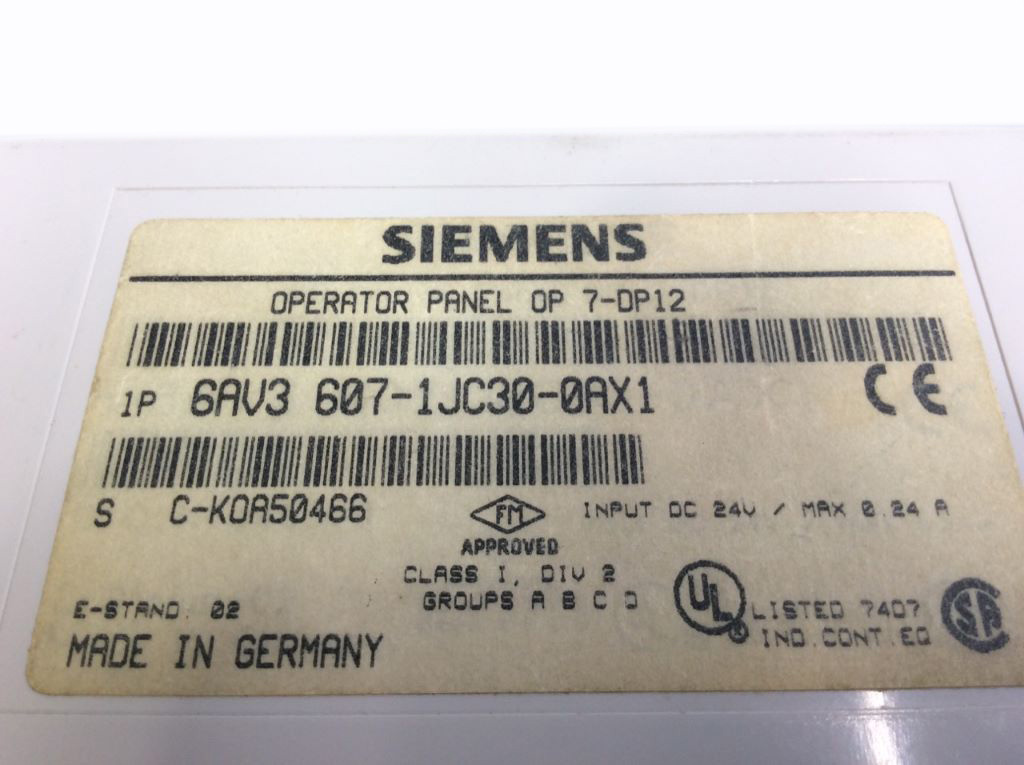 SIEMENS
OPERATOR PANEL OP 7-DP12
1P 6AV3 607-1JC30-0AX1
CE
S C-K0A50466
FM
APPROVED
INPUT DC 24V / MAX 0.24 A
CLASS I, DIV 2
GROUPS A B C D
UL
LISTED 7407
IND.CONT.EQ
SA
E-STAND: 02
MADE IN GERMANY